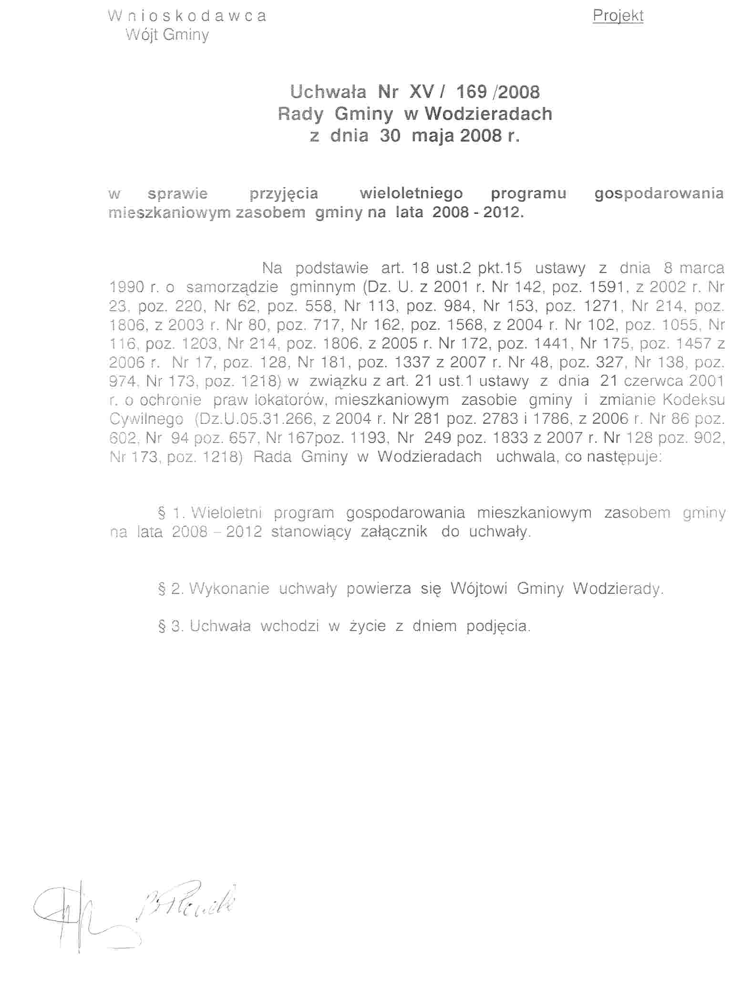 Wnioskodawca Projekt
Wójt Gminy
Uchwała Nr XV / 169 /2008
Rady Gminy w Wodzieradach
z dnia 30 maja 2008 r.
w sprawie przyjęcia wieloletniego programu gospodarowania
mieszkaniowym zasobem gminy na lata 2008 - 2012.
Na podstawie art. 18 ust.2 pkt.15 ustawy z dnia 8 marca
1990 r. o samorządzie gminnym (Dz. U. z 2001 r. Nr 142, poz. 1591, z 2002 r. Nr
23, poz. 220, Nr 62, poz. 558, Nr 113, poz. 984, Nr 153, poz. 1271, Nr 214, poz.
1806, z 2003 r. Nr 80, poz. 717, Nr 162, poz. 1568, z 2004 r. Nr 102, poz. 1055, Nr
116, poz. 1203, Nr 214, poz. 1806, z 2005 r. Nr 172, poz. 1441, Nr 175, poz. 1457 z
2006 r. Nr 17, poz. 128, Nr 181, poz. 1337 z 2007 r. Nr 48, poz. 327, Nr 138, poz.
974, Nr 173, poz. 1218) w związku z art. 21 ust.1 ustawy z dnia 21 czerwca 2001
r. o ochronie praw lokatorów, mieszkaniowym zasobie gminy i zmianie Kodeksu
Cywilnego (Dz.U.05.31.266, z 2004 r. Nr 281 poz. 2783 i 1786, z 2006 r. Nr 86 poz.
602, Nr 94 poz. 657, Nr 167poz. 1193, Nr 249 poz. 1833 z 2007 r. Nr 128 poz. 902,
Nr 173, poz. 1218) Rada Gminy w Wodzieradach uchwala, co następuje:
§ 1. Wieloletni program gospodarowania mieszkaniowym zasobem gminy
na lata 2008 – 2012 stanowiący załącznik do uchwały.
§ 2. Wykonanie uchwały powierza się Wójtowi Gminy Wodzierady.
§ 3. Uchwała wchodzi w życie z dniem podjęcia.